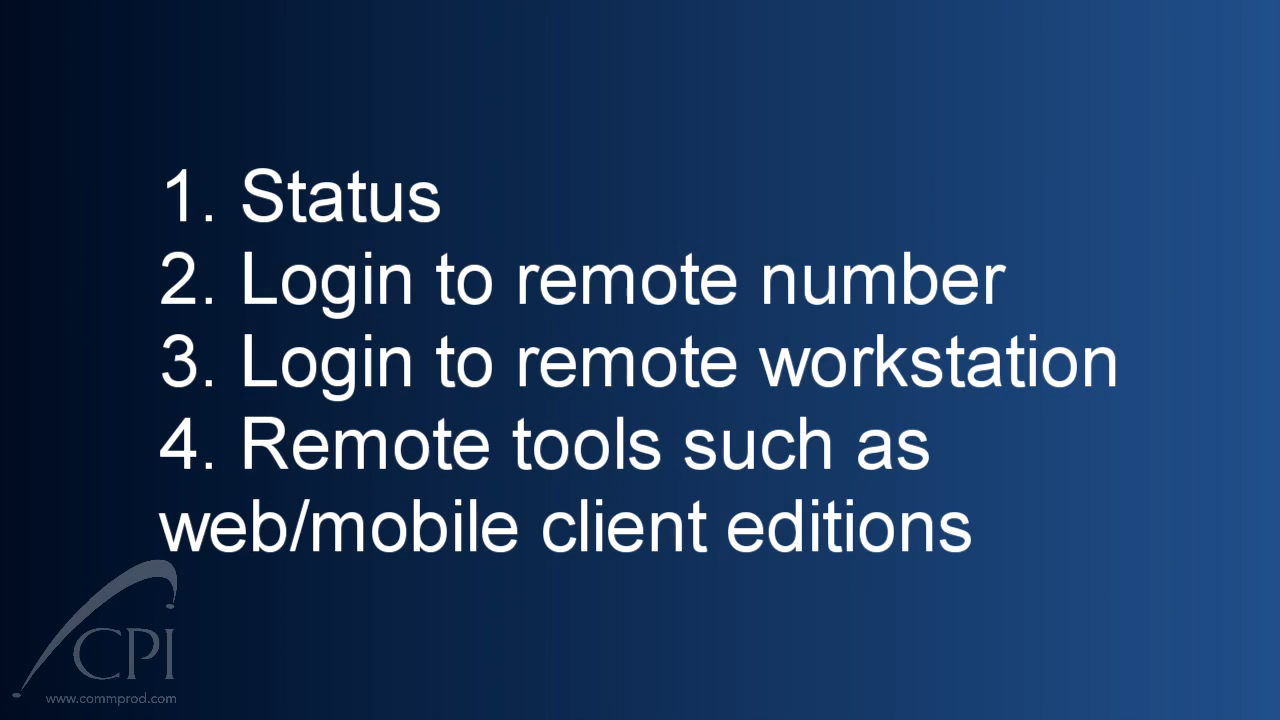 1. Status
2. Login to remote number
3. Login to remote workstation
4. Remote tools such as
web/mobile client editions
CPI
www.commprod.com